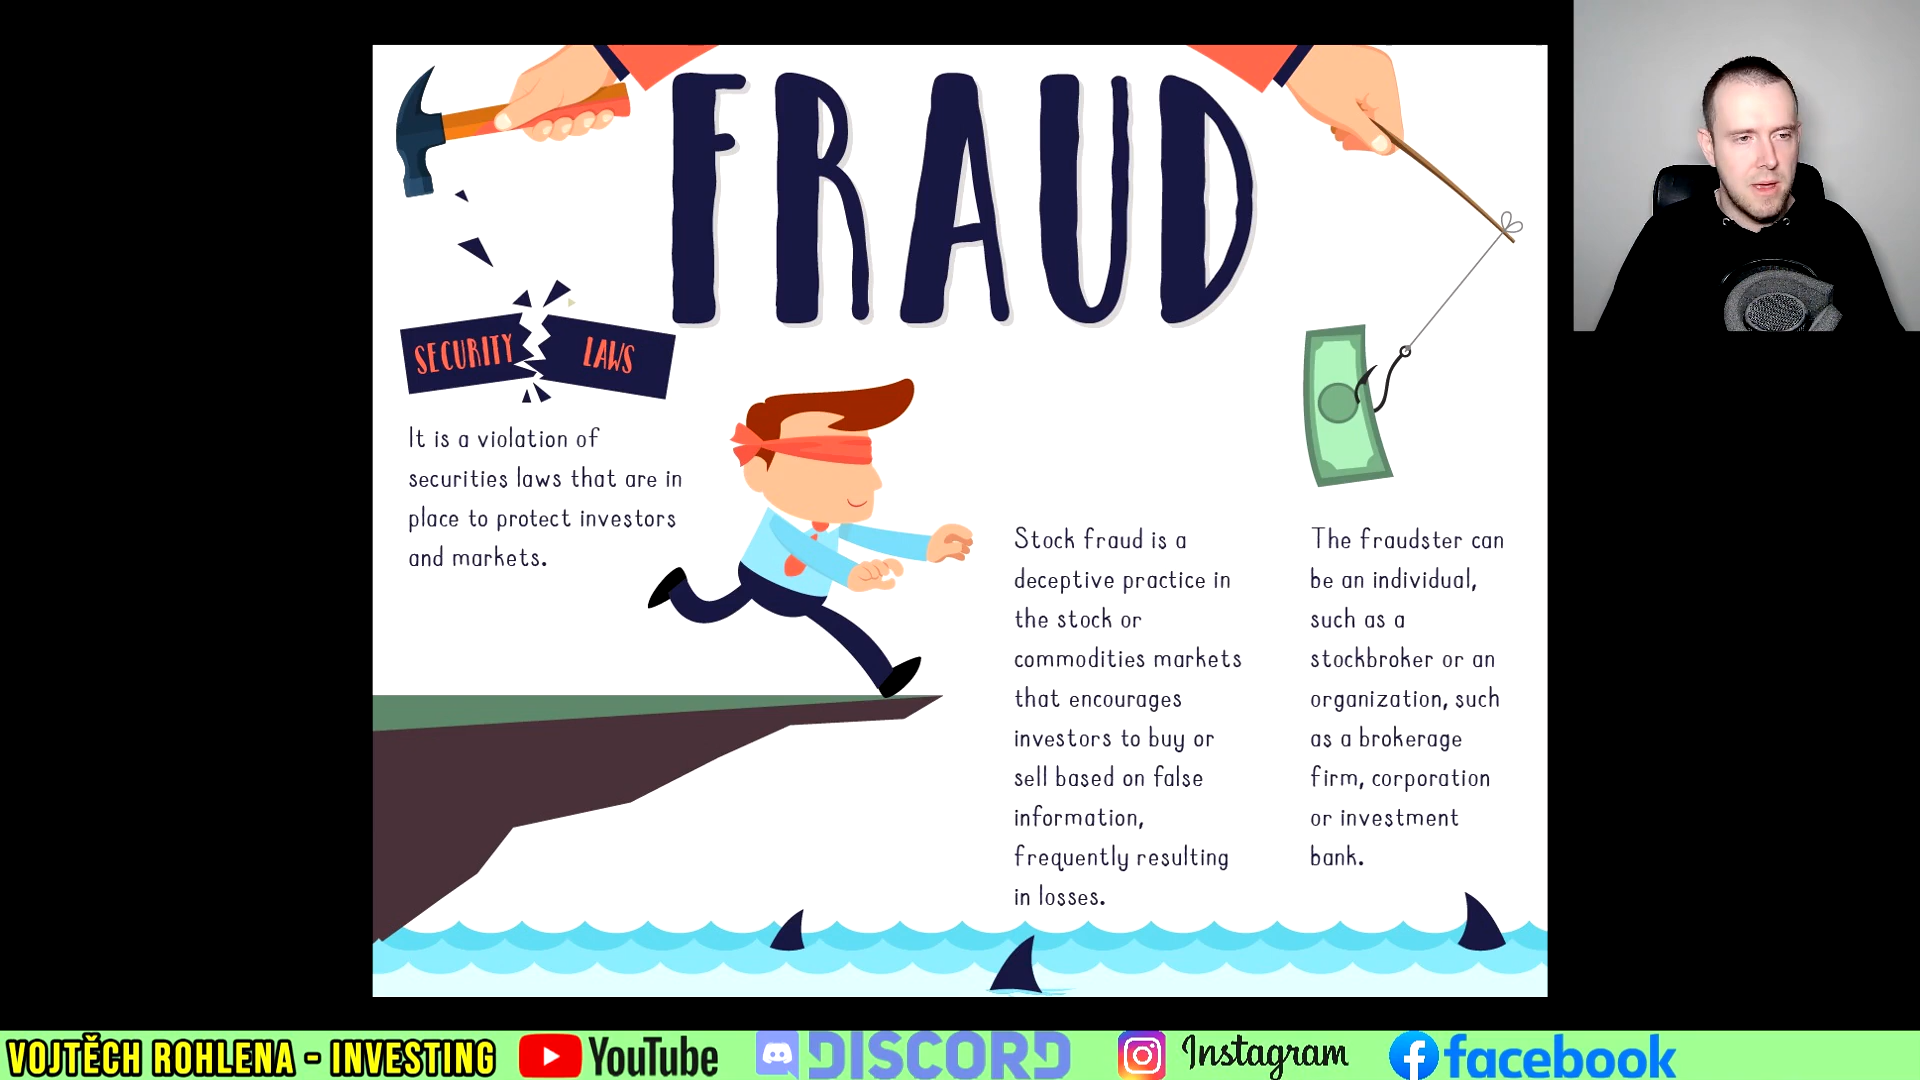 FRAUD
SECURITY LAWS
It is a violation of
securities laws that are in
place to protect investors
and markets.
Stock fraud is a
deceptive practice in
the stock or
commodities markets
that encourages
investors to buy or
sell based on false
information,
frequently resulting
in losses.
The fraudster can
be an individual,
such as a
stockbroker or an
organization, such
as a brokerage
firm, corporation
or investment
bank.
VOJTĚCH ROHLENA - INVESTING YouTube DISCORD Instagram facebook